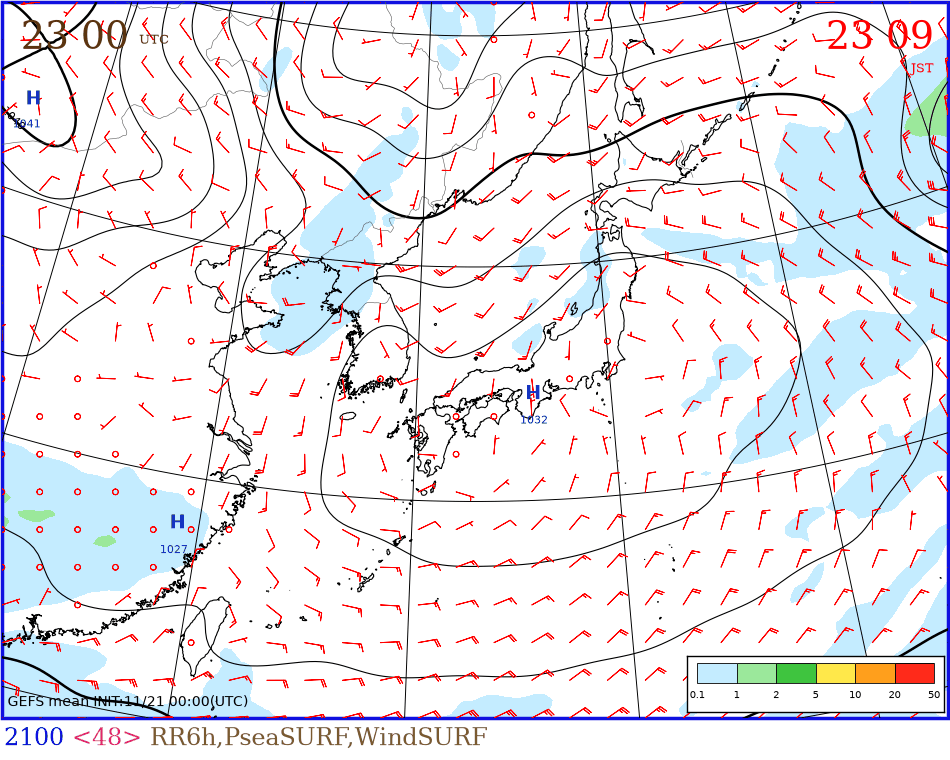 23 00 UTC
23 09
JST
H
1041
H
1032
H
1027
0.1 1 2 5 10 20 50
GEFS mean INIT:11/21 00:00(UTC)
2100 <48> RR6h,PseaSURF,WindSURF